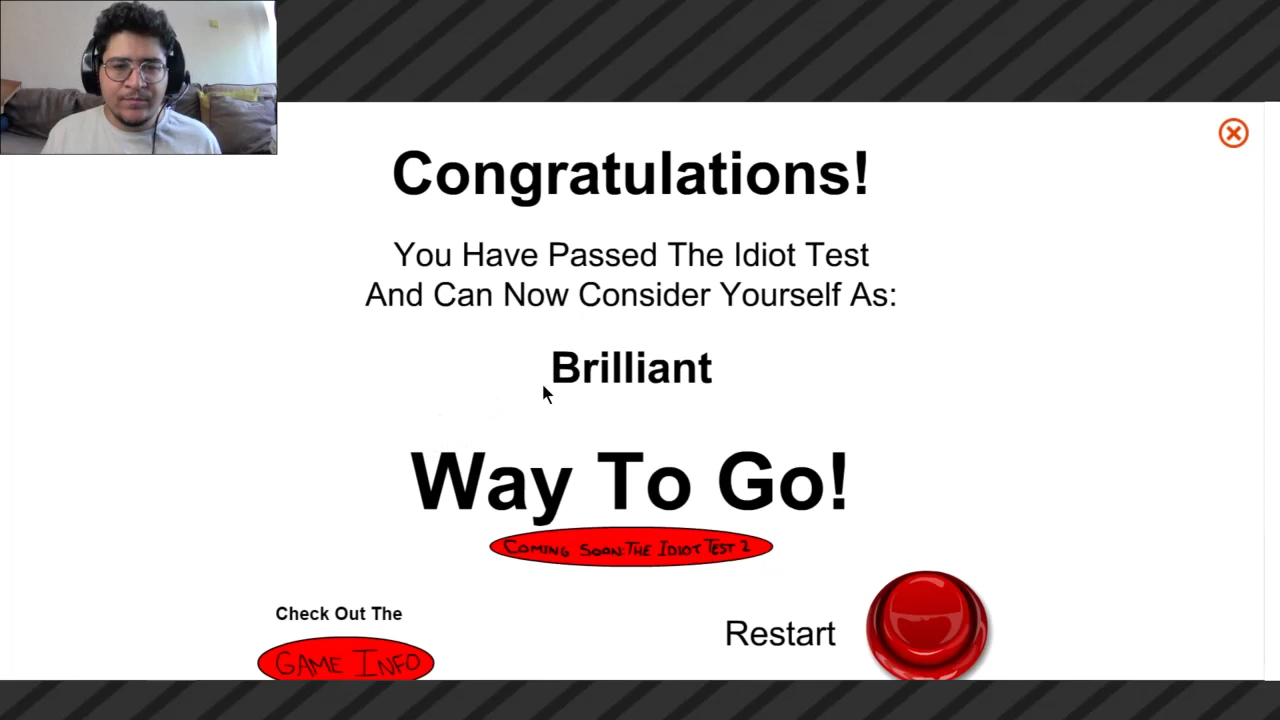 Congratulations!
You Have Passed The Idiot Test
And Can Now Consider Yourself As:
Brilliant
Way To Go!
COMING SOON: THE IDIOT TEST 2
Check Out The
GAME INFO
Restart